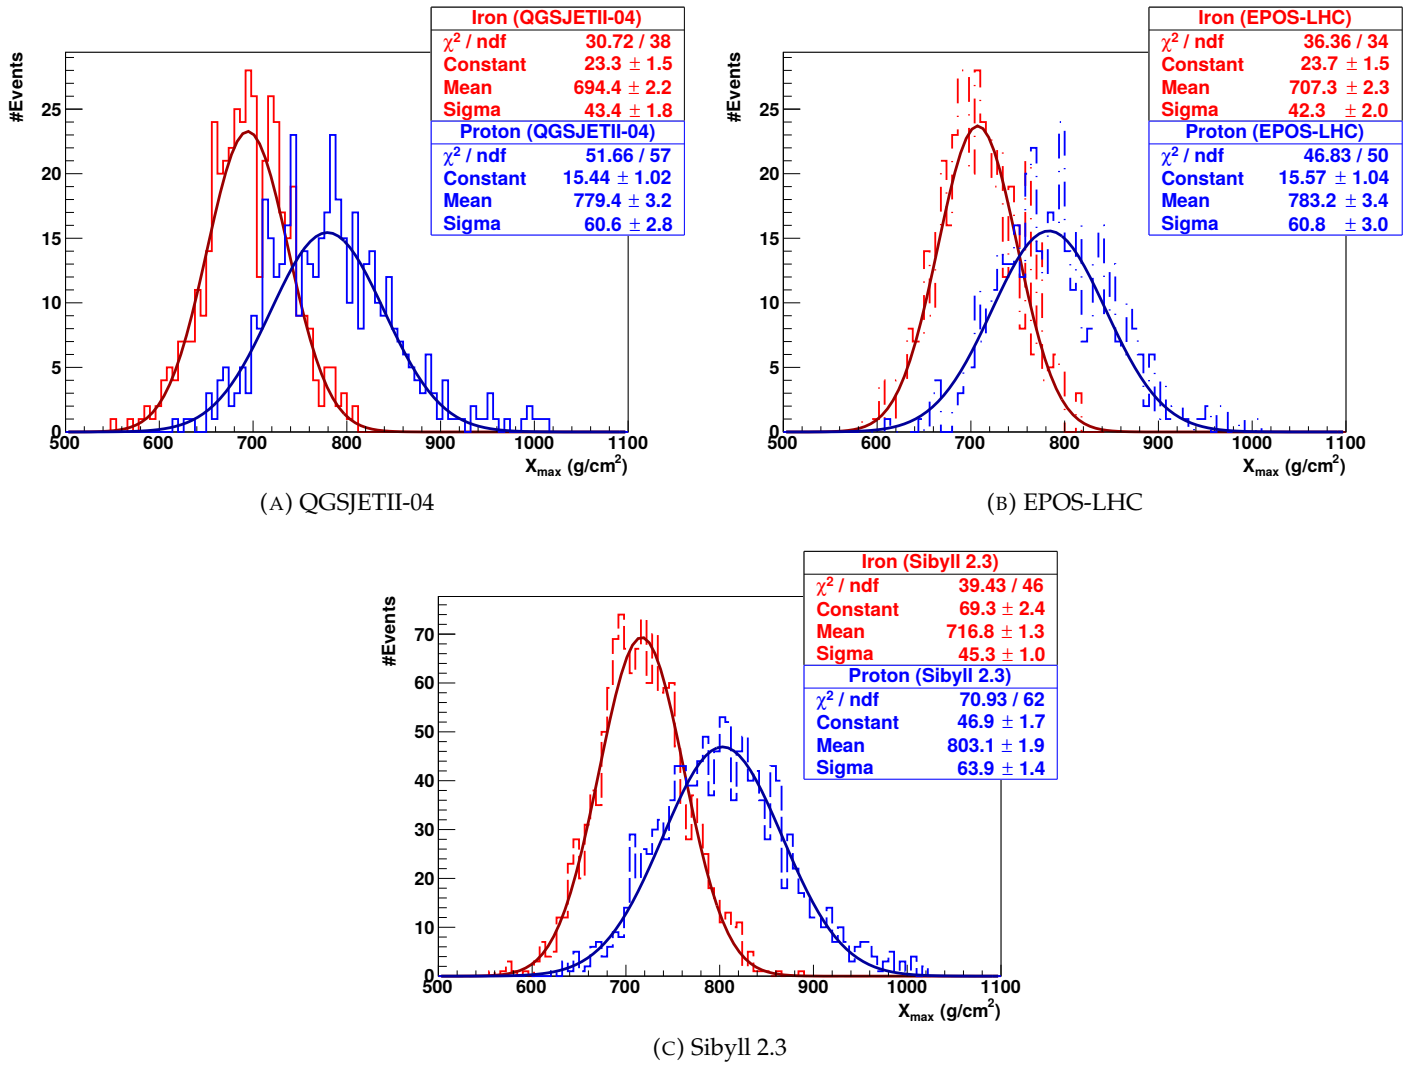 Iron (QGSJETII-04)
χ² / ndf 30.72 / 38
Constant 23.3 ± 1.5
Mean 694.4 ± 2.2
Sigma 43.4 ± 1.8
Proton (QGSJETII-04)
χ² / ndf 51.66 / 57
Constant 15.44 ± 1.02
Mean 779.4 ± 3.2
Sigma 60.6 ± 2.8
#Events
25
20
15
10
5
0
500 600 700 800 900 1000 1100
X_max (g/cm²)
(A) QGSJETII-04
Iron (EPOS-LHC)
χ² / ndf 36.36 / 34
Constant 23.7 ± 1.5
Mean 707.3 ± 2.3
Sigma 42.3 ± 2.0
Proton (EPOS-LHC)
χ² / ndf 46.83 / 50
Constant 15.57 ± 1.04
Mean 783.2 ± 3.4
Sigma 60.8 ± 3.0
#Events
25
20
15
10
5
0
500 600 700 800 900 1000 1100
X_max (g/cm²)
(B) EPOS-LHC
Iron (Sibyll 2.3)
χ² / ndf 39.43 / 46
Constant 69.3 ± 2.4
Mean 716.8 ± 1.3
Sigma 45.3 ± 1.0
Proton (Sibyll 2.3)
χ² / ndf 70.93 / 62
Constant 46.9 ± 1.7
Mean 803.1 ± 1.9
Sigma 63.9 ± 1.4
#Events
70
60
50
40
30
20
10
0
500 600 700 800 900 1000 1100
X_max (g/cm²)
(C) Sibyll 2.3